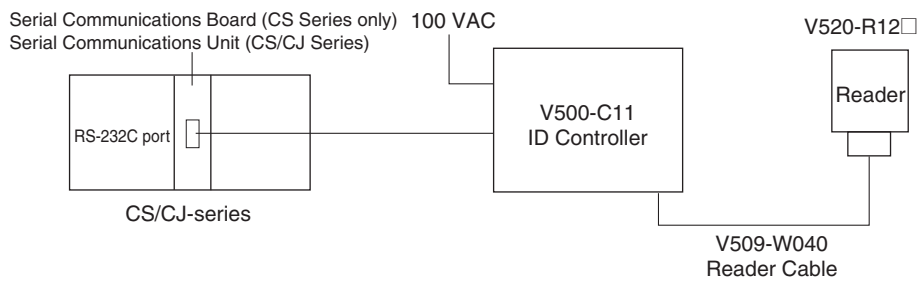 Serial Communications Board (CS Series only)
Serial Communications Unit (CS/CJ Series)
100 VAC
V520-R12□
RS-232C port
V500-C11
ID Controller
Reader
CS/CJ-series
V509-W040
Reader Cable